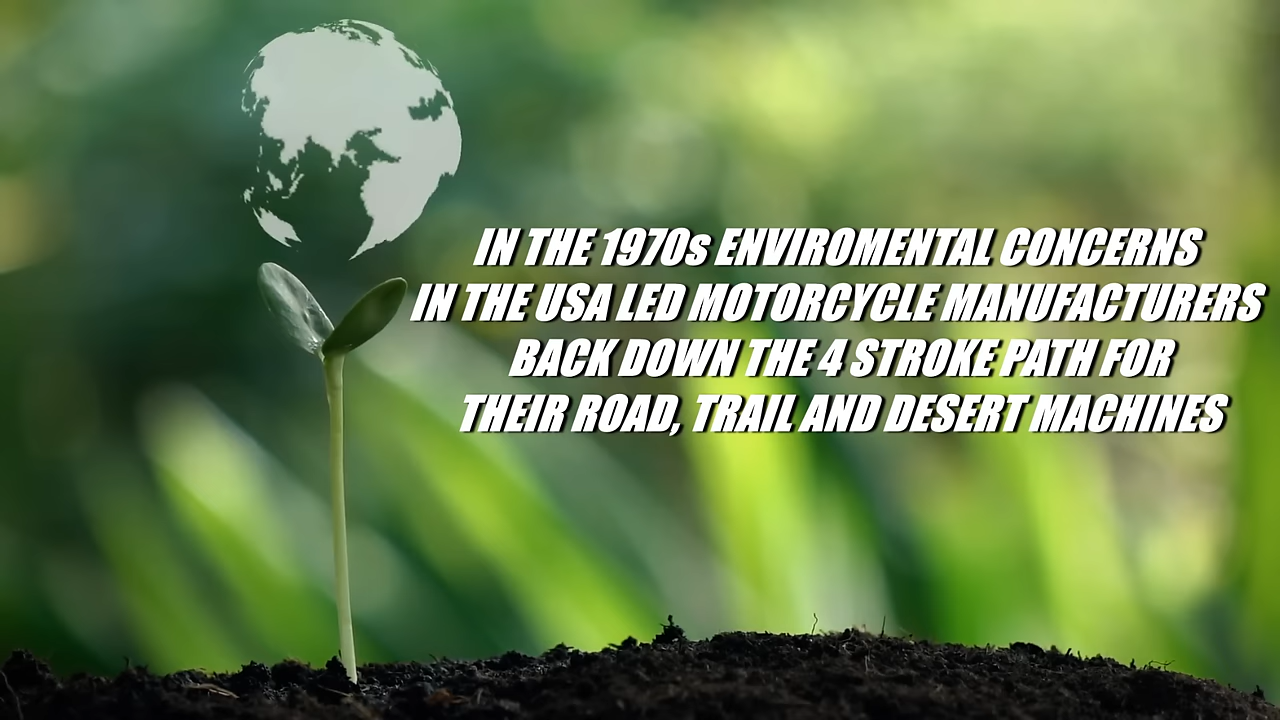 IN THE 1970s ENVIROMENTAL CONCERNS
IN THE USA LED MOTORCYCLE MANUFACTURERS
BACK DOWN THE 4 STROKE PATH FOR
THEIR ROAD, TRAIL AND DESERT MACHINES